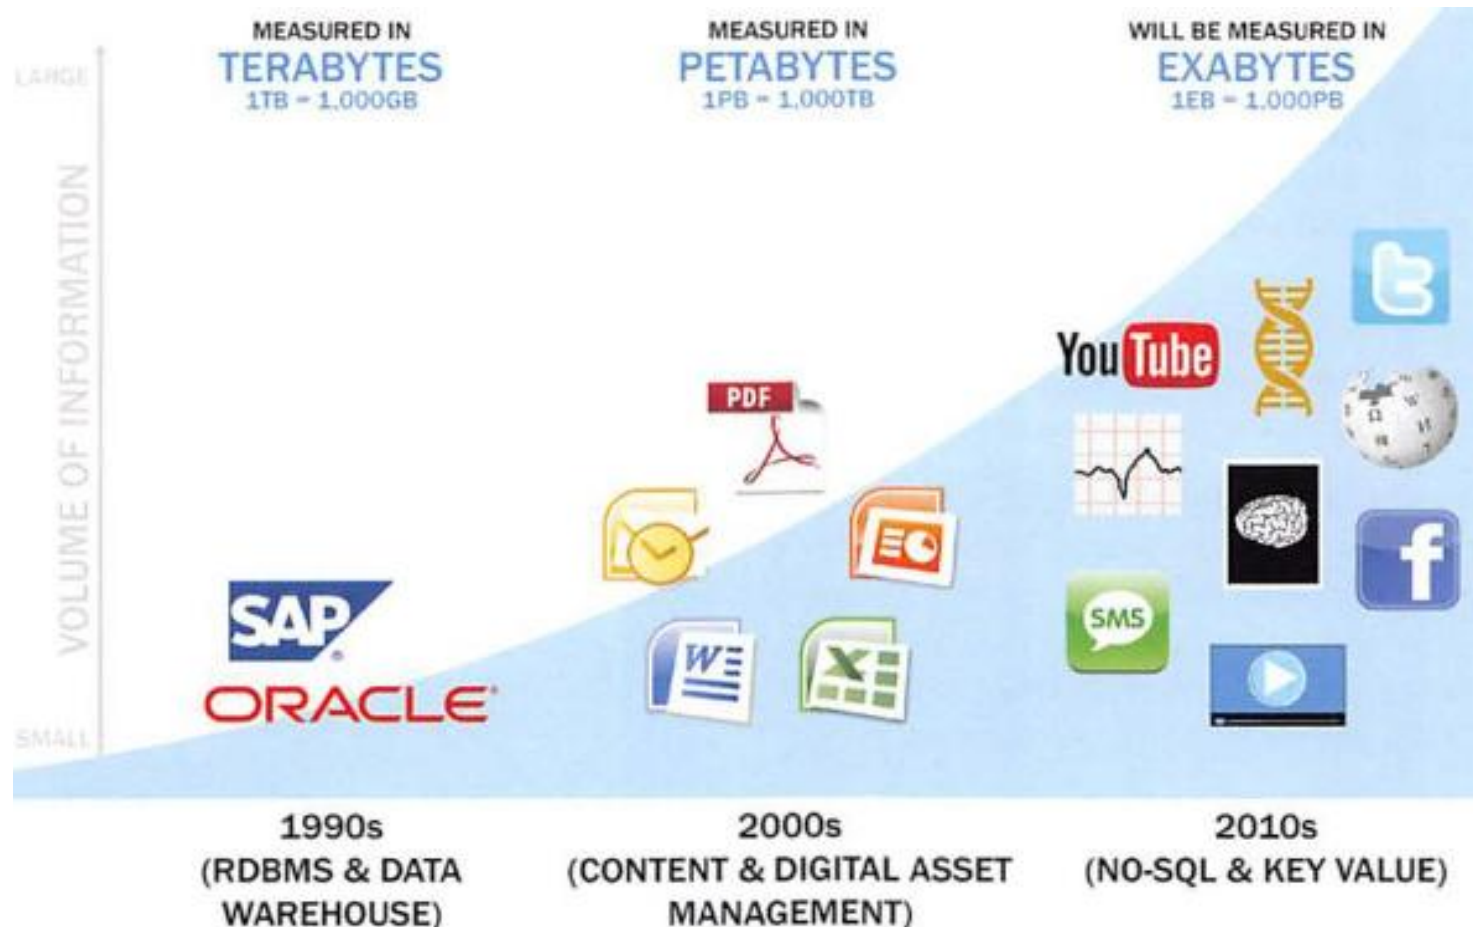 MEASURED IN
TERABYTES
1TB = 1,000GB
MEASURED IN
PETABYTES
1PB = 1,000TB
WILL BE MEASURED IN
EXABYTES
1EB = 1,000PB
LARGE
VOLUME OF INFORMATION
SMALL
SAP®
ORACLE®
PDF
W
X
YouTube
t
Ω
W
И
f
SMS
1990s
(RDBMS & DATA
WAREHOUSE)
2000s
(CONTENT & DIGITAL ASSET
MANAGEMENT)
2010s
(NO-SQL & KEY VALUE)